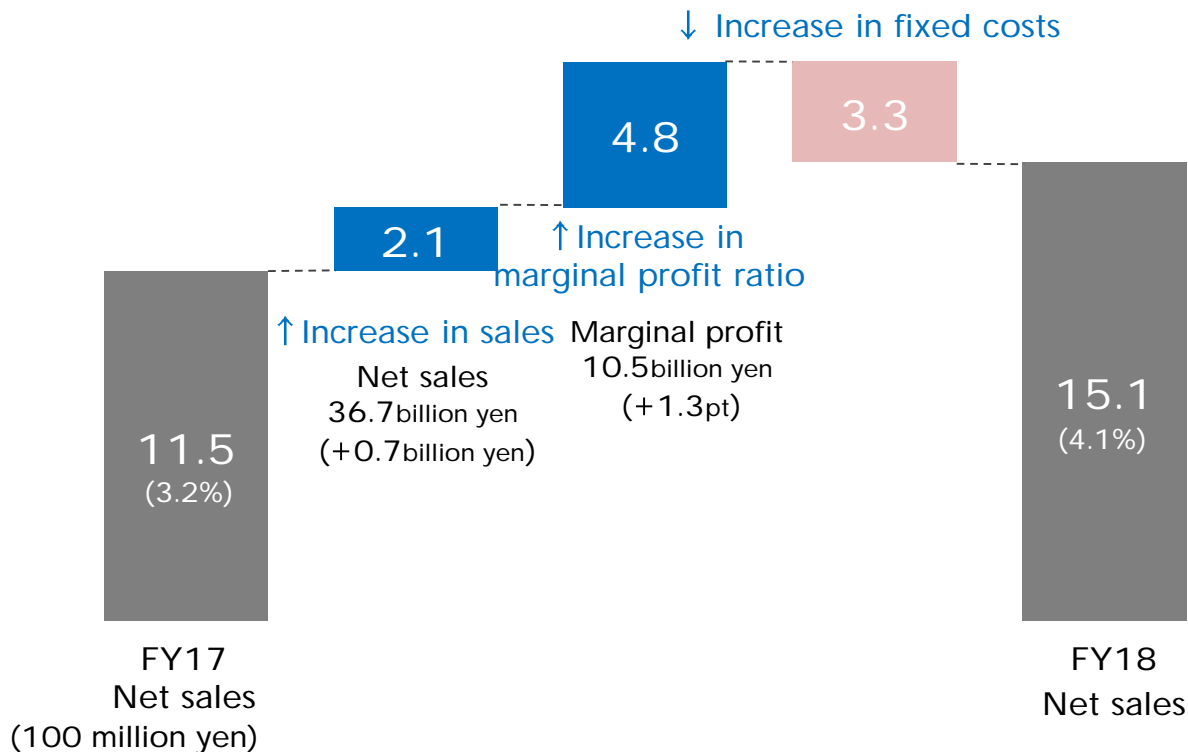 ↓ Increase in fixed costs
4.8
3.3
2.1
↑Increase in
marginal profit ratio
↑Increase in sales
Net sales
36.7billion yen
(+0.7billion yen)
Marginal profit
10.5billion yen
(+1.3pt)
11.5
(3.2%)
15.1
(4.1%)
FY17
Net sales
(100 million yen)
FY18
Net sales